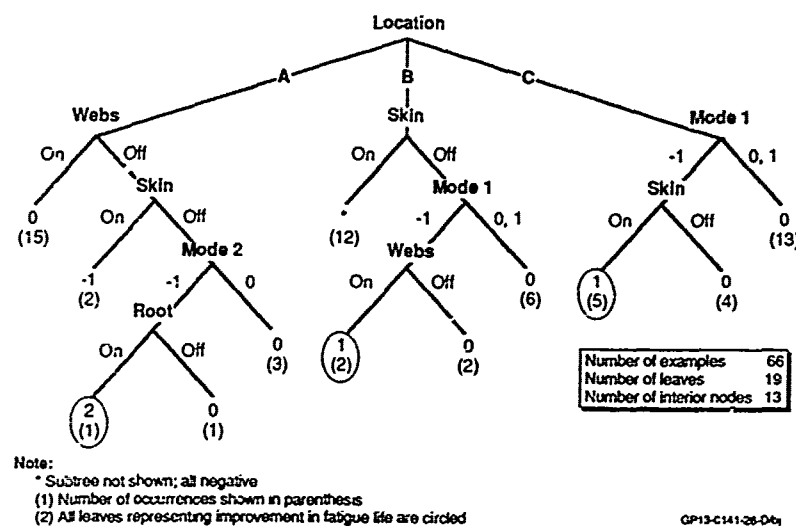 Location
A B C
Webs Skin Mode 1
On Off On Off -1 0, 1
0 Skin * Mode 1 Skin 0
(15) On Off (12) -1 0, 1 On Off (13)
-1 Mode 2 Webs 0 1 0
(2) -1 0 On Off (6) (5) (4)
Root 0 1 0
On Off (3) (2) (2)
2 0
(1) (1)
Number of examples 66
Number of leaves 19
Number of interior nodes 13
Note:
* Subtree not shown; all negative
(1) Number of occurrences shown in parenthesis
(2) All leaves representing improvement in fatigue life are circled